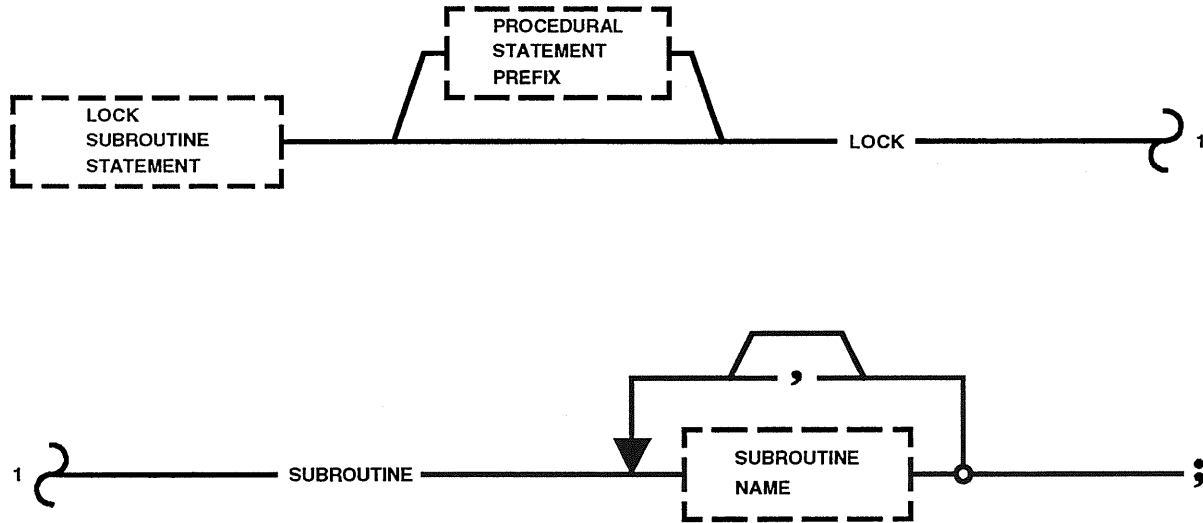 PROCEDURAL
STATEMENT
PREFIX
LOCK
SUBROUTINE
STATEMENT
LOCK
1
,
1
SUBROUTINE
SUBROUTINE
NAME
;